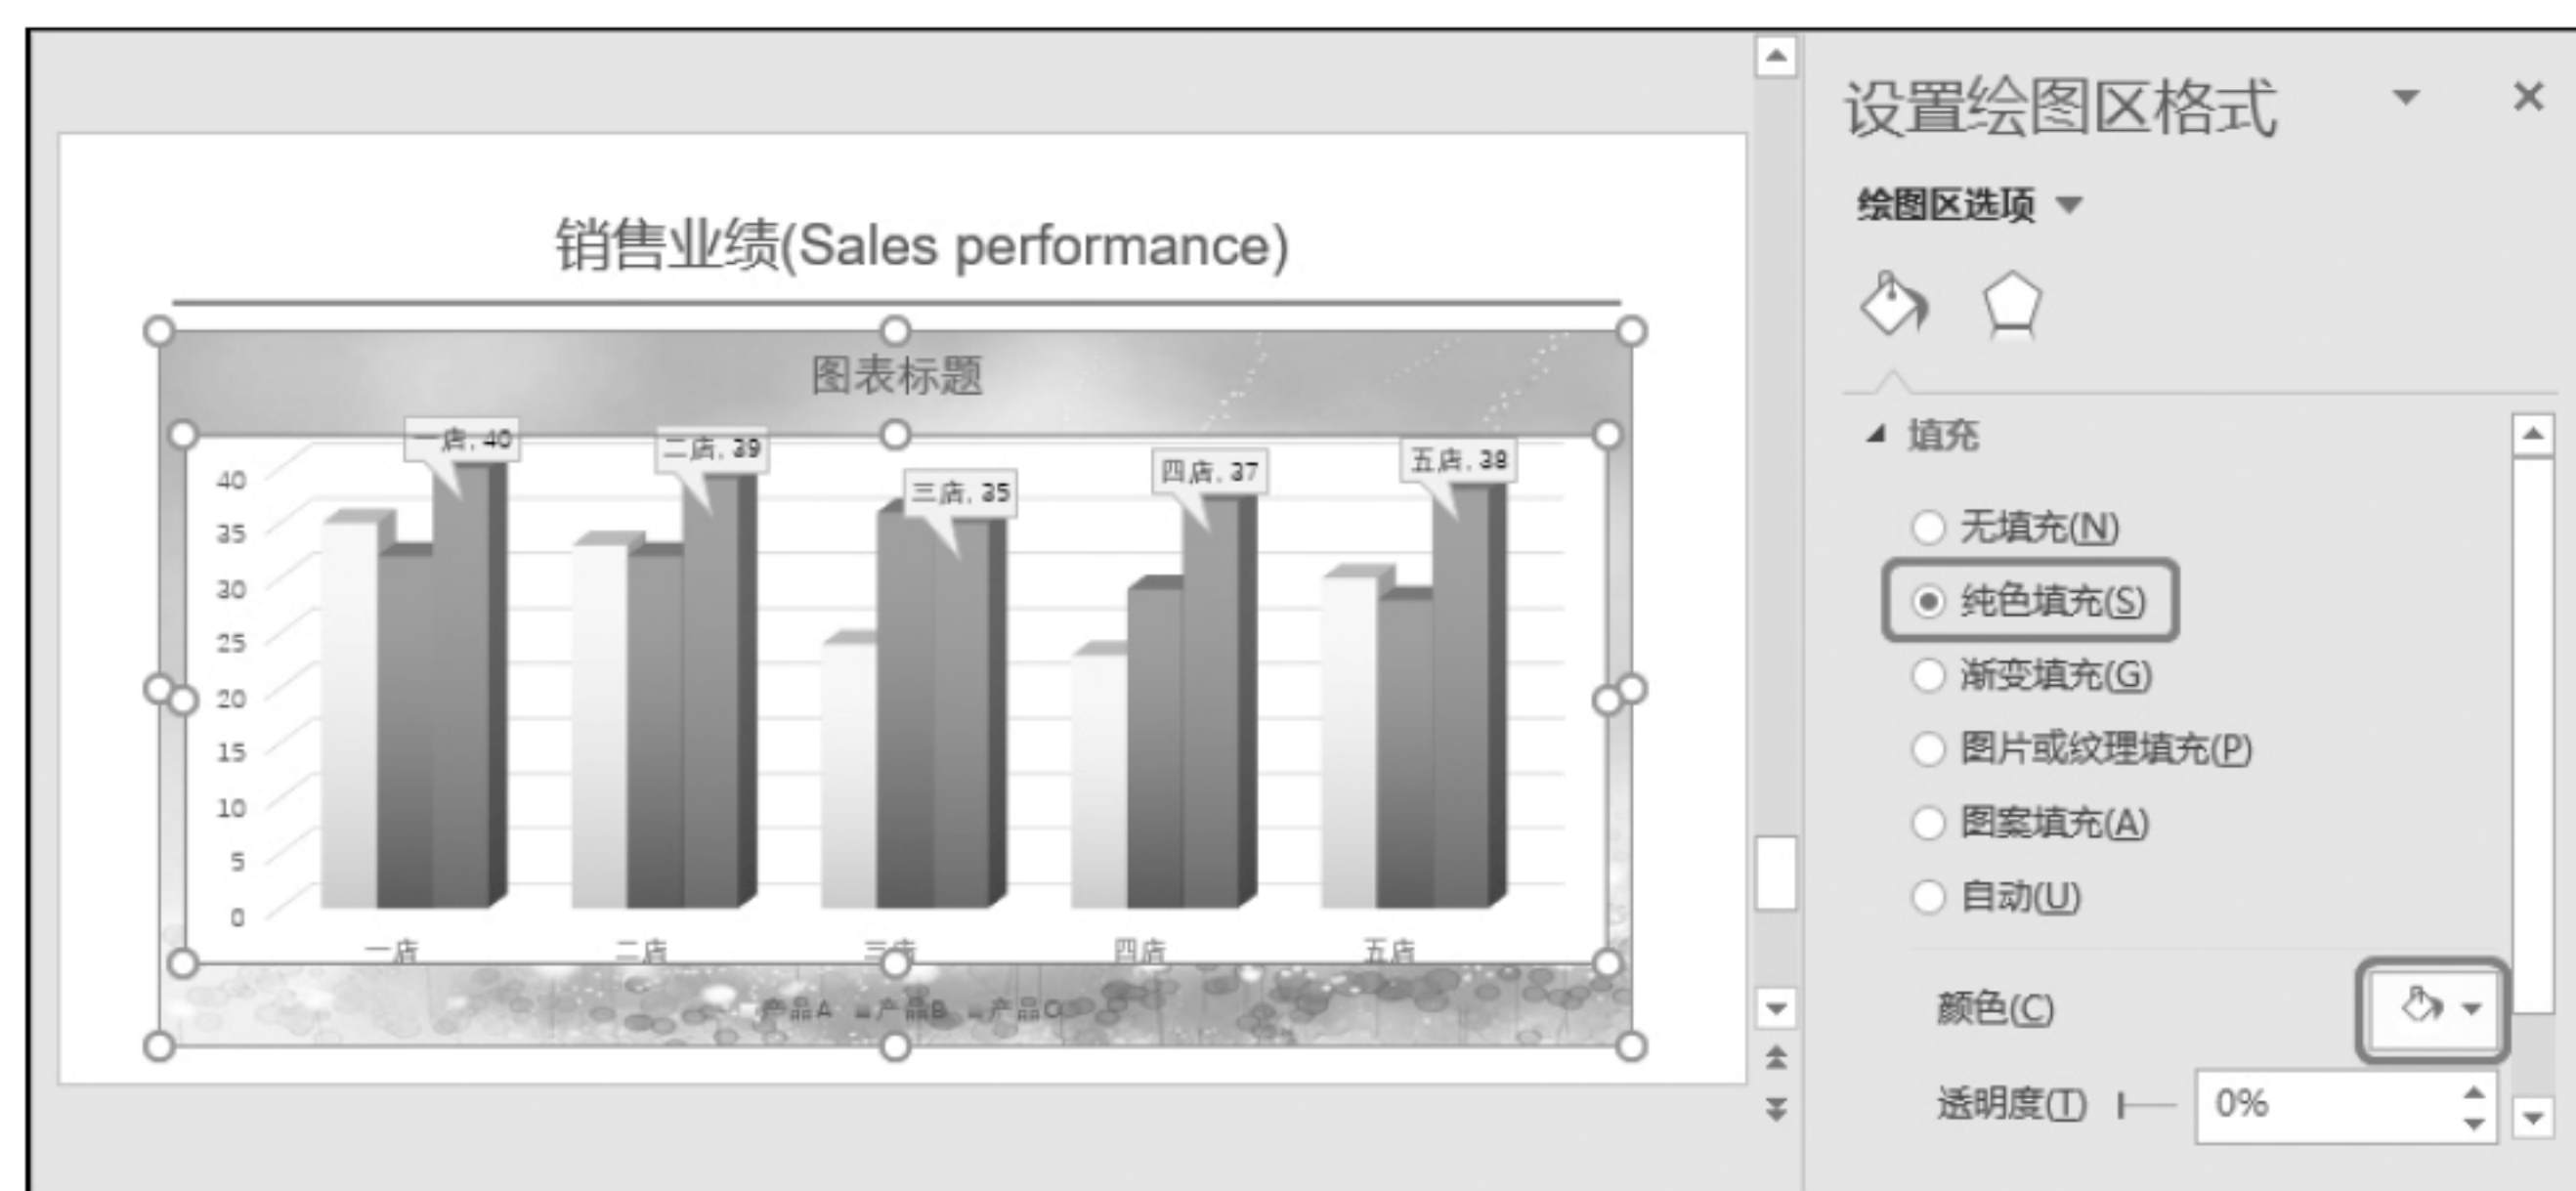 销售业绩(Sales performance)
图表标题
一店, 40
二店, 39
三店, 35
四店, 37
五店, 38
40
35
30
25
20
15
10
5
0
一店 二店 三店 四店 五店
产品A 产品B 产品C
设置绘图区格式
绘图区选项
填充
无填充(N)
纯色填充(S)
渐变填充(G)
图片或纹理填充(P)
图案填充(A)
自动(U)
颜色(C)
透明度(T) 0%